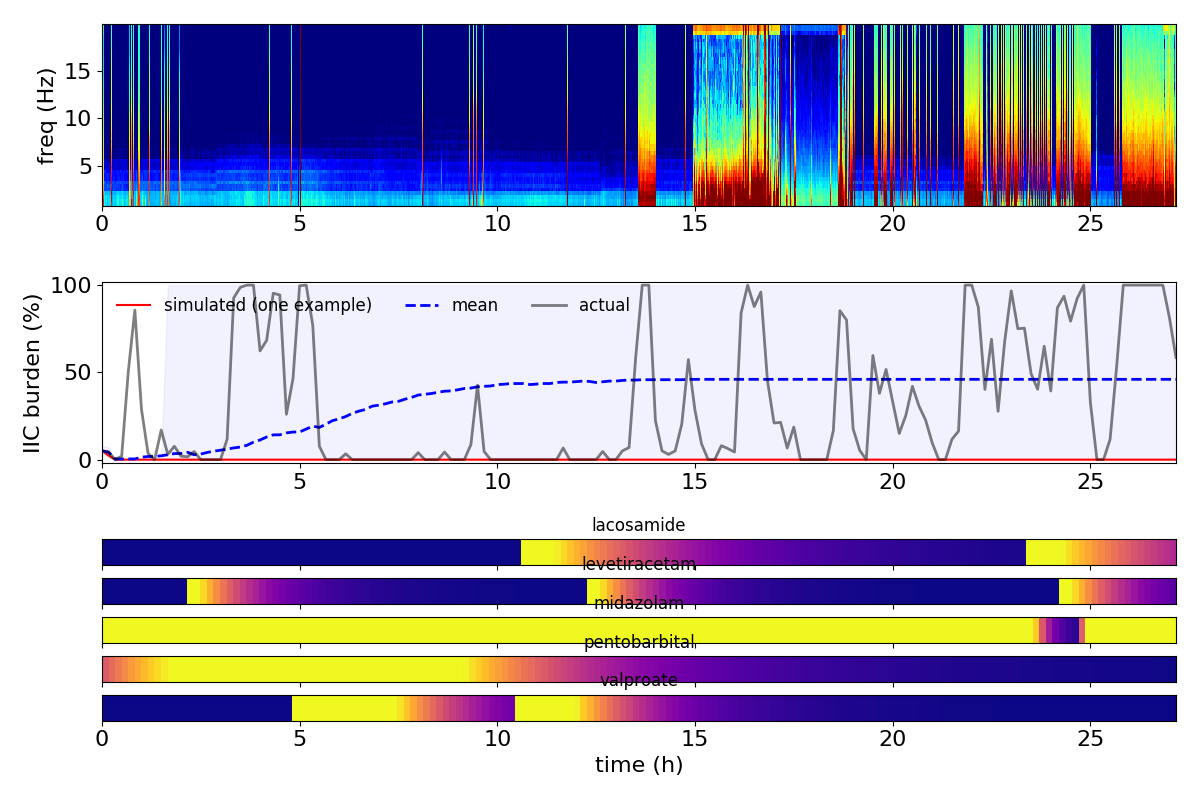 freq (Hz)
15
10
5
0 5 10 15 20 25
IIC burden (%)
100
50
0
simulated (one example) mean actual
0 5 10 15 20 25
lacosamide
levetiracetam
midazolam
pentobarbital
valproate
0 5 10 15 20 25
time (h)